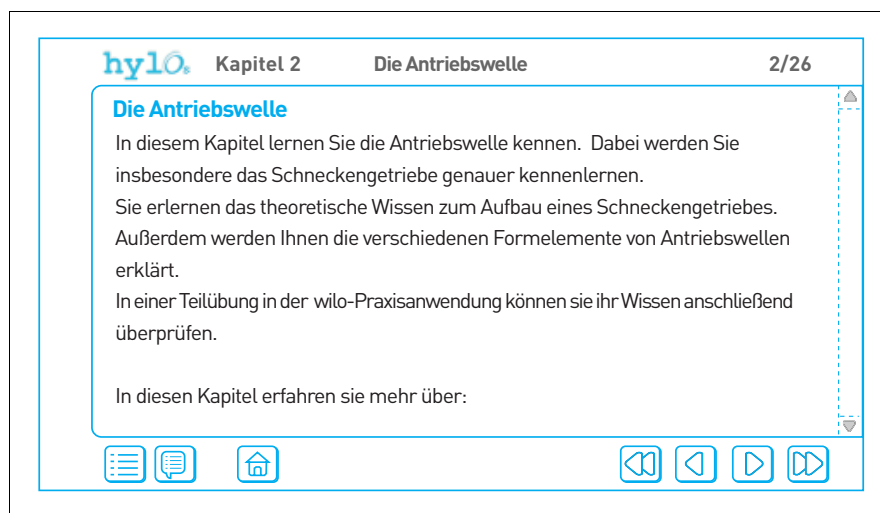 hylOs Kapitel 2 Die Antriebswelle 2/26
Die Antriebswelle
In diesem Kapitel lernen Sie die Antriebswelle kennen. Dabei werden Sie
insbesondere das Schneckengetriebe genauer kennenlernen.
Sie erlernen das theoretische Wissen zum Aufbau eines Schneckengetriebes.
Außerdem werden Ihnen die verschiedenen Formelemente von Antriebswellen
erklärt.
In einer Teilübung in der wilo-Praxisanwendung können sie ihr Wissen anschließend
überprüfen.
In diesen Kapitel erfahren sie mehr über: